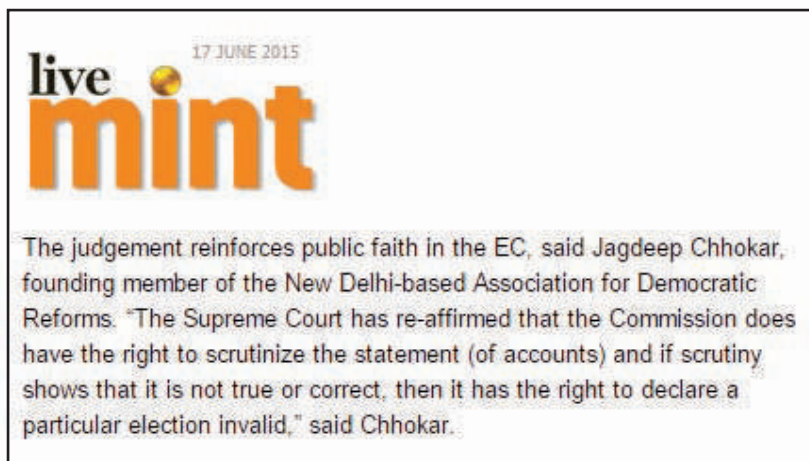 17 JUNE 2015
live
mint
The judgement reinforces public faith in the EC, said Jagdeep Chhokar,
founding member of the New Delhi-based Association for Democratic
Reforms. “The Supreme Court has re-affirmed that the Commission does
have the right to scrutinize the statement (of accounts) and if scrutiny
shows that it is not true or correct, then it has the right to declare a
particular election invalid,” said Chhokar.